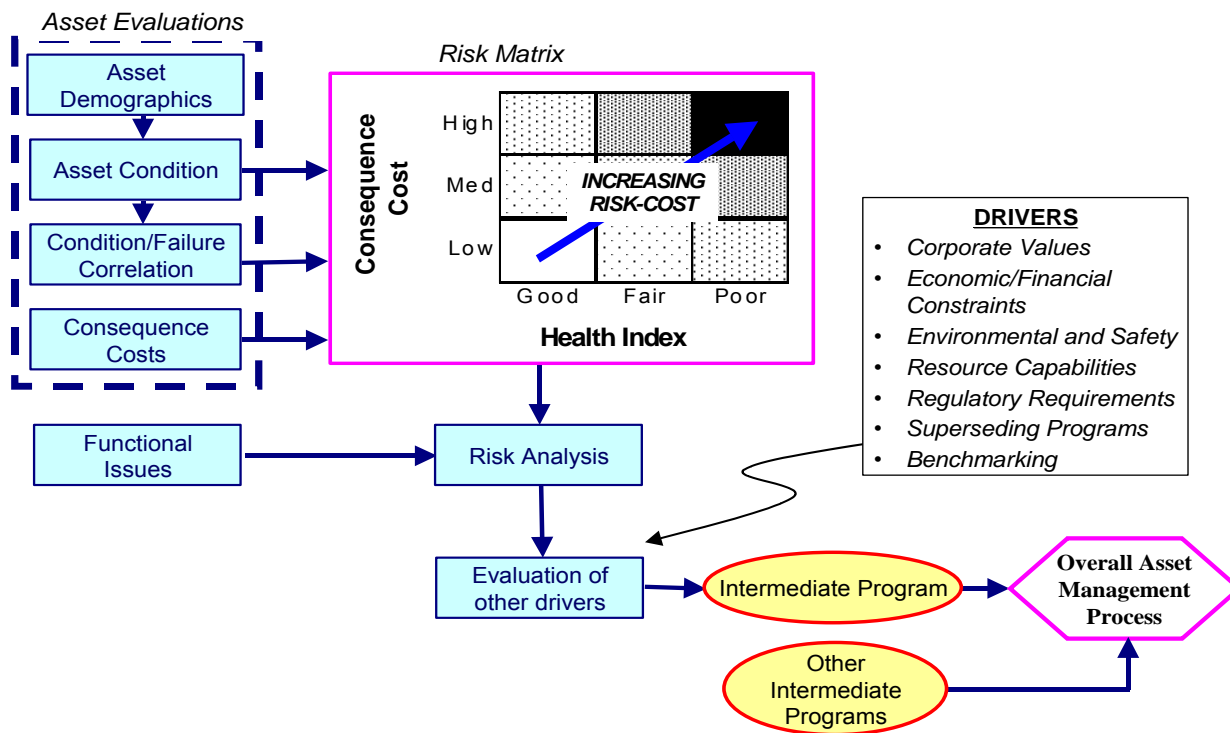 Asset Evaluations
Asset
Demographics
Asset Condition
Condition/Failure
Correlation
Consequence
Costs
Risk Matrix
Consequence
Cost
High
Med
Low
INCREASING
RISK-COST
Good Fair Poor
Health Index
DRIVERS
• Corporate Values
• Economic/Financial
Constraints
• Environmental and Safety
• Resource Capabilities
• Regulatory Requirements
• Superseding Programs
• Benchmarking
Functional
Issues
Risk Analysis
Evaluation of
other drivers
Intermediate Program
Overall Asset
Management
Process
Other
Intermediate
Programs